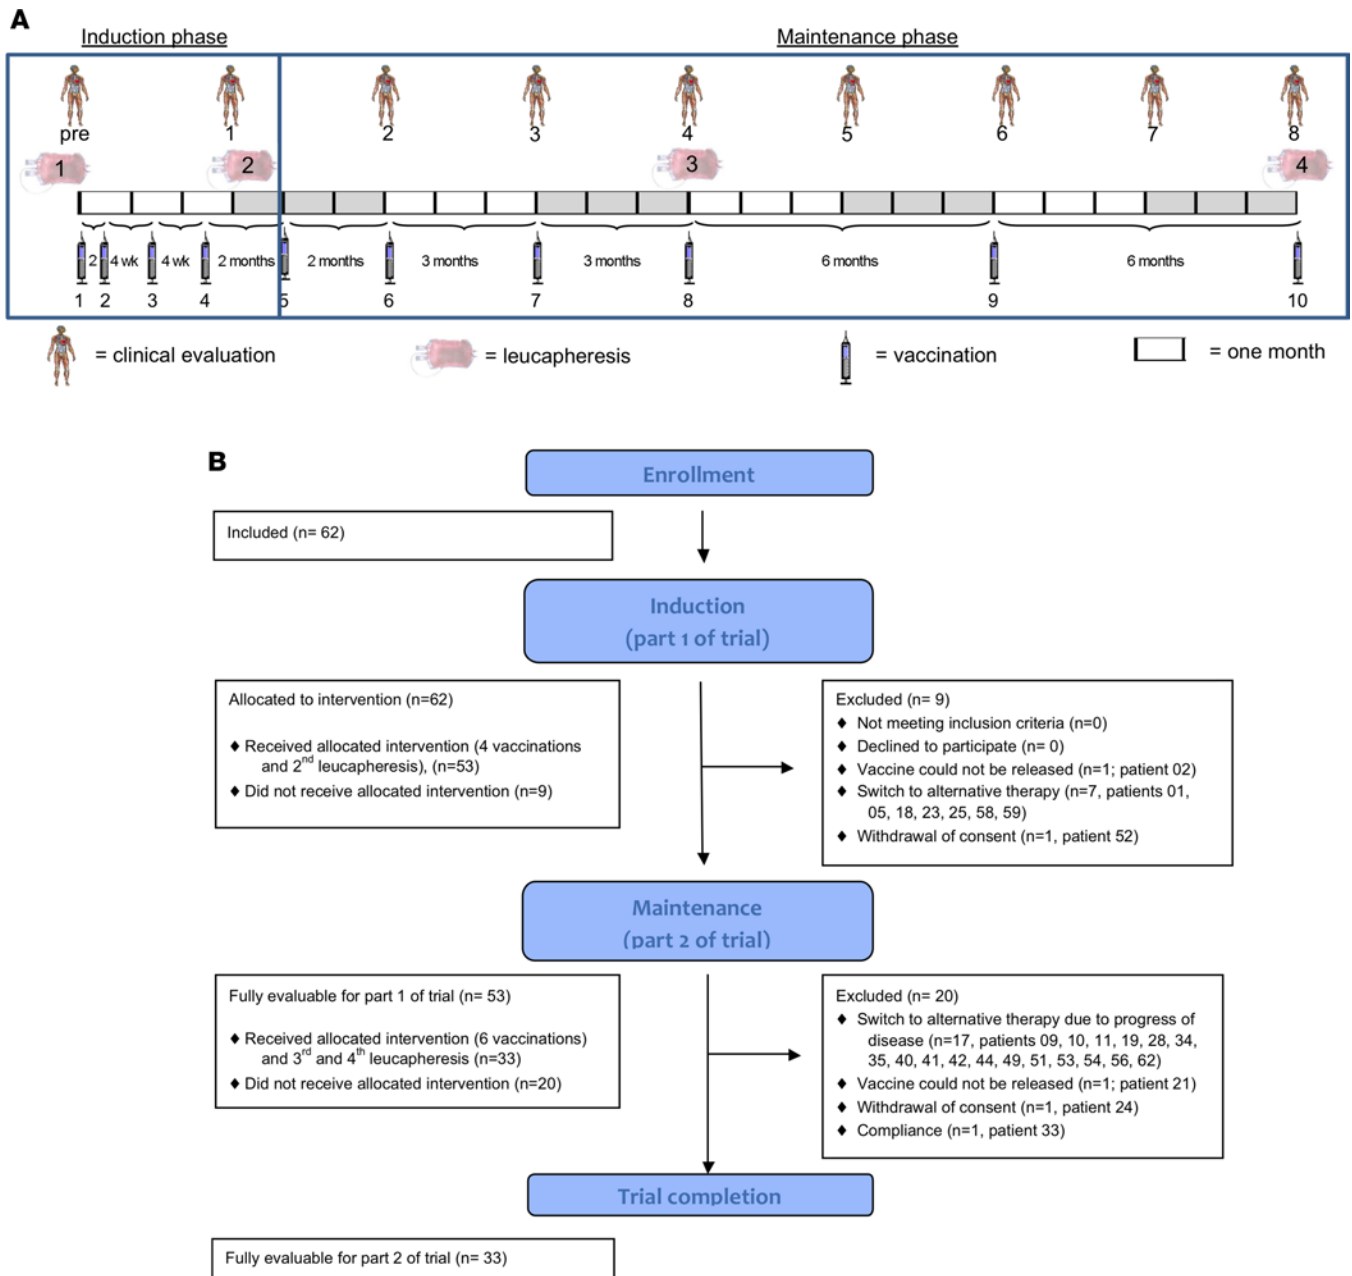 A
Induction phase
Maintenance phase
pre
1
2
3
4
5
6
7
8
1
2
3
4
2
4 wk
4 wk
2 months
2 months
3 months
3 months
6 months
6 months
1
2
3
4
5
6
7
8
9
10
= clinical evaluation
= leucapheresis
= vaccination
= one month
B
Enrollment
Included (n= 62)
Induction
(part 1 of trial)
Allocated to intervention (n=62)
♦ Received allocated intervention (4 vaccinations
and 2nd leucapheresis), (n=53)
♦ Did not receive allocated intervention (n=9)
Excluded (n= 9)
♦ Not meeting inclusion criteria (n=0)
♦ Declined to participate (n= 0)
♦ Vaccine could not be released (n=1; patient 02)
♦ Switch to alternative therapy (n=7, patients 01,
05, 18, 23, 25, 58, 59)
♦ Withdrawal of consent (n=1, patient 52)
Maintenance
(part 2 of trial)
Fully evaluable for part 1 of trial (n= 53)
♦ Received allocated intervention (6 vaccinations)
and 3rd and 4th leucapheresis (n=33)
♦ Did not receive allocated intervention (n=20)
Excluded (n= 20)
♦ Switch to alternative therapy due to progress of
disease (n=17, patients 09, 10, 11, 19, 28, 34,
35, 40, 41, 42, 44, 49, 51, 53, 54, 56, 62)
♦ Vaccine could not be released (n=1; patient 21)
♦ Withdrawal of consent (n=1, patient 24)
♦ Compliance (n=1, patient 33)
Trial completion
Fully evaluable for part 2 of trial (n= 33)